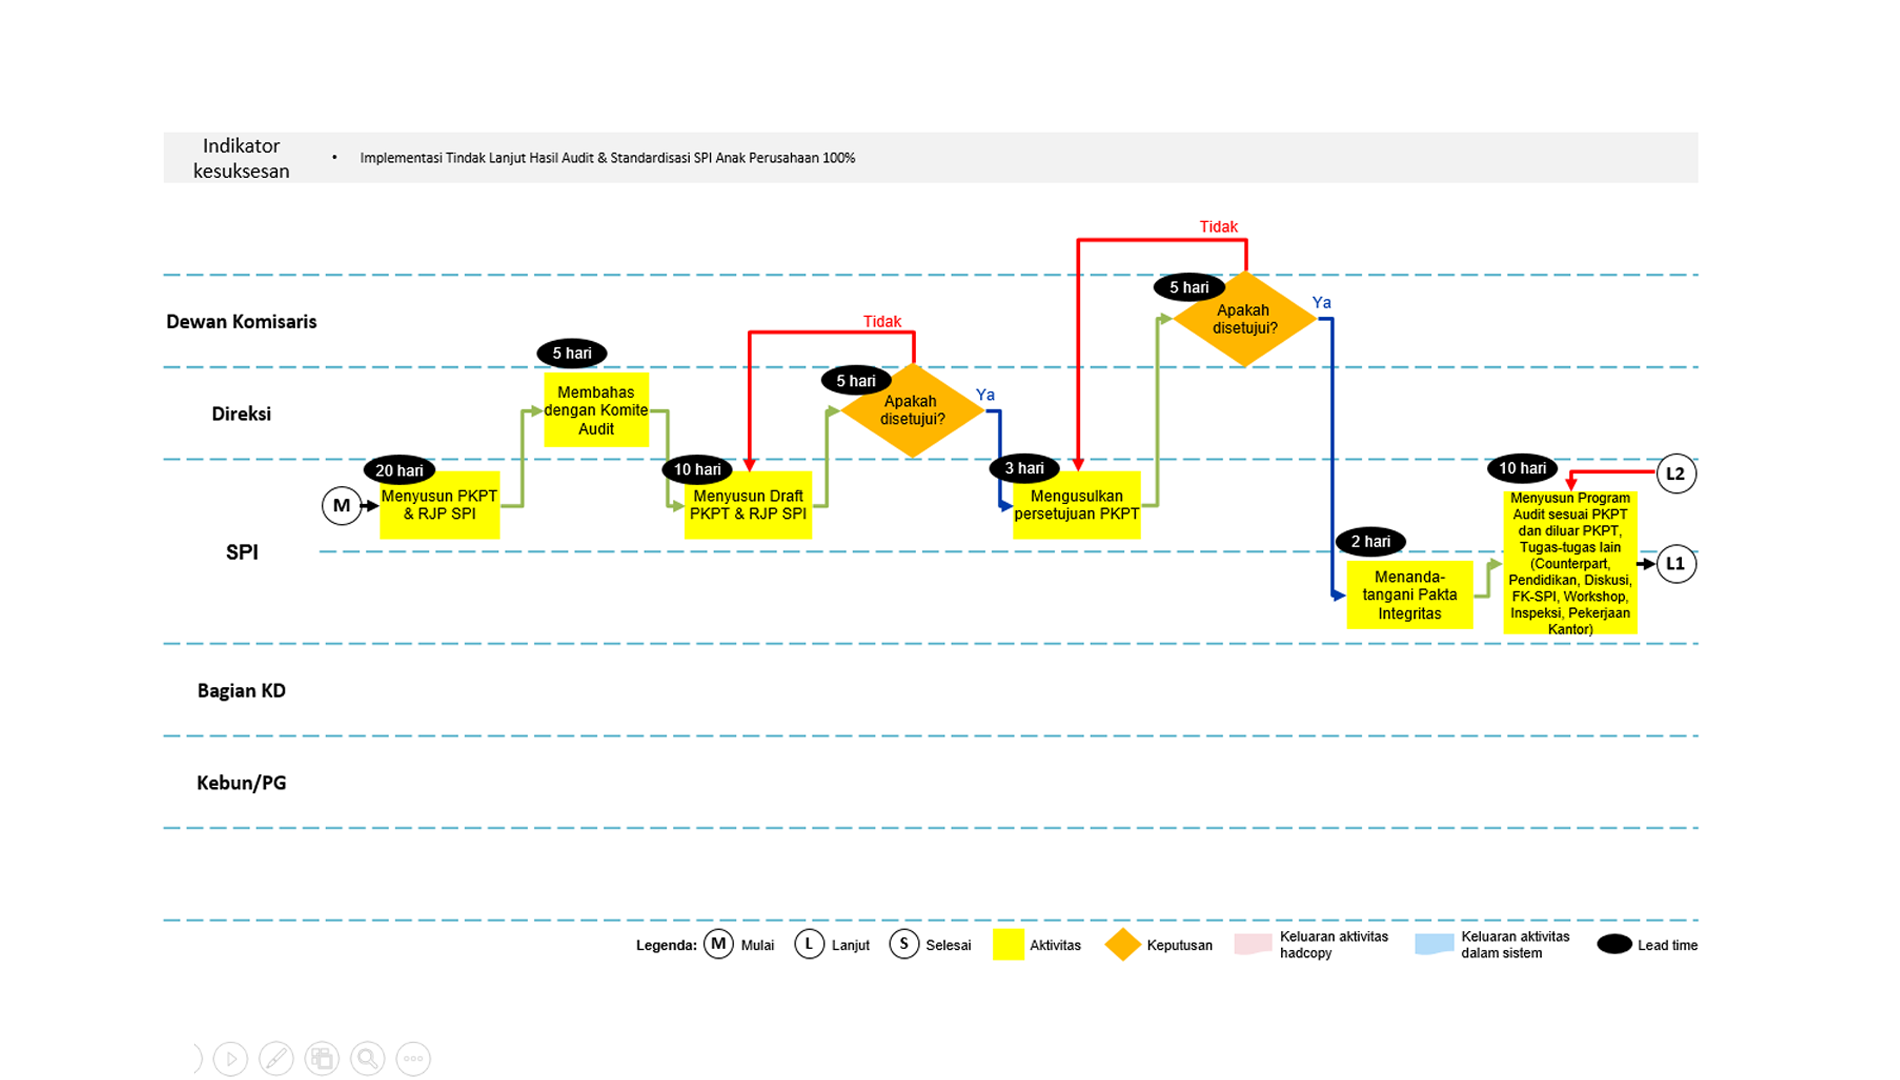 Indikator
kesuksesan
• Implementasi Tindak Lanjut Hasil Audit & Standardisasi SPI Anak Perusahaan 100%
Tidak
5 hari
Apakah
disetujui?
Ya
Dewan Komisaris
Tidak
5 hari
5 hari
Membahas
dengan Komite
Audit
Apakah
disetujui?
Ya
Direksi
20 hari
10 hari
3 hari
10 hari
L2
M
Menyusun PKPT
& RJP SPI
Menyusun Draft
PKPT & RJP SPI
Mengusulkan
persetujuan PKPT
Menyusun Program
Audit sesuai PKPT
dan diluar PKPT,
Tugas-tugas lain
(Counterpart,
Pendidikan, Diskusi,
FK-SPI, Workshop,
Inspeksi, Pekerjaan
Kantor)
SPI
2 hari
L1
Menanda-
tangani Pakta
Integritas
Bagian KD
Kebun/PG
Legenda:
M Mulai
L Lanjut
S Selesai
Aktivitas
Keputusan
Keluaran aktivitas
hadcopy
Keluaran aktivitas
dalam sistem
Lead time